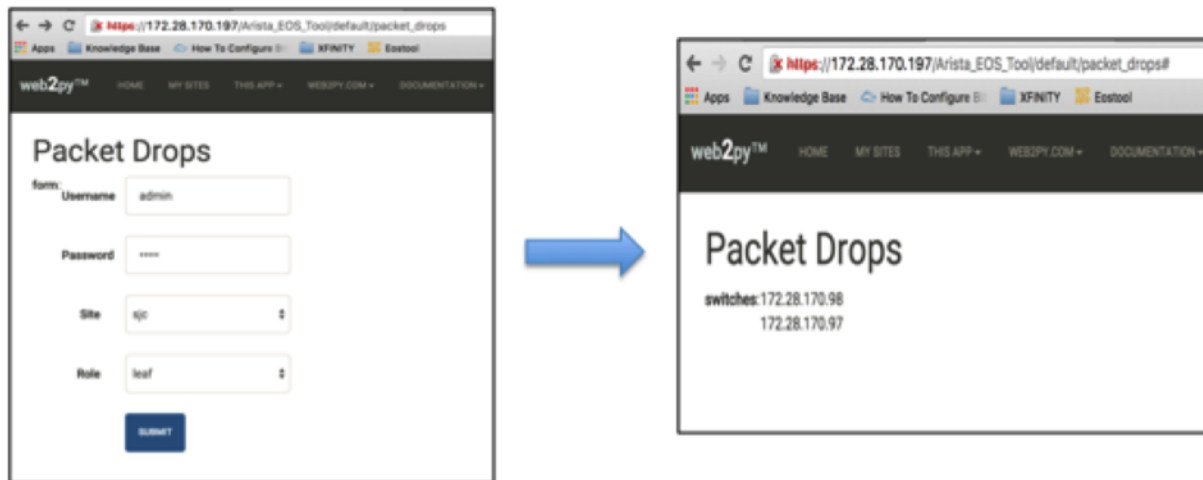 https://172.28.170.197/Arista_EOS_Tool/default/packet_drops
Apps Knowledge Base How To Configure Bi XFINITY Eostool
web2py™ HOME MY SITES THIS APP WEB2PY.COM DOCUMENTATION
Packet Drops
form:
Username admin
Password ····
Site sjc
Role leaf
SUBMIT
https://172.28.170.197/Arista_EOS_Tool/default/packet_drops#
Apps Knowledge Base How To Configure Bi XFINITY Eostool
web2py™ HOME MY SITES THIS APP WEB2PY.COM DOCUMENTATION
Packet Drops
switches:172.28.170.98
172.28.170.97